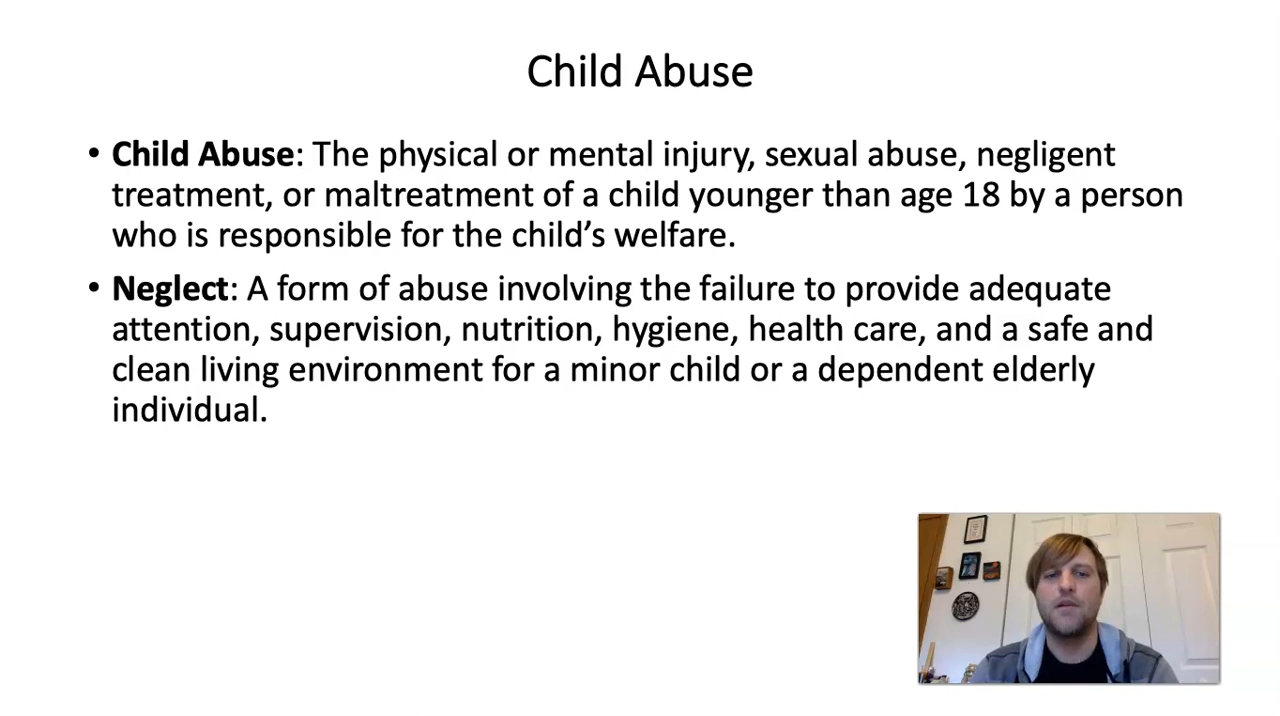 Child Abuse
• Child Abuse: The physical or mental injury, sexual abuse, negligent
treatment, or maltreatment of a child younger than age 18 by a person
who is responsible for the child’s welfare.
• Neglect: A form of abuse involving the failure to provide adequate
attention, supervision, nutrition, hygiene, health care, and a safe and
clean living environment for a minor child or a dependent elderly
individual.